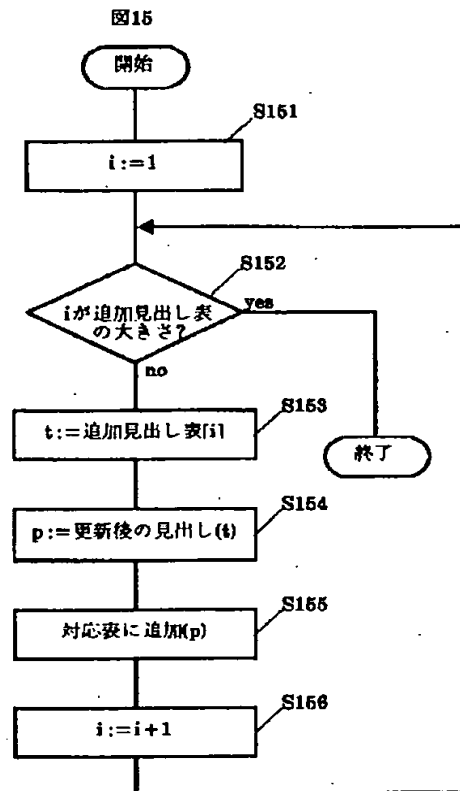 図15
開始
S151
i:=1
S152
iが追加見出し表
の大きさ?
yes
no
S153
t:=追加見出し表[i]
終了
S154
p:=更新後の見出し(t)
S155
対応表に追加(p)
S156
i:=i+1